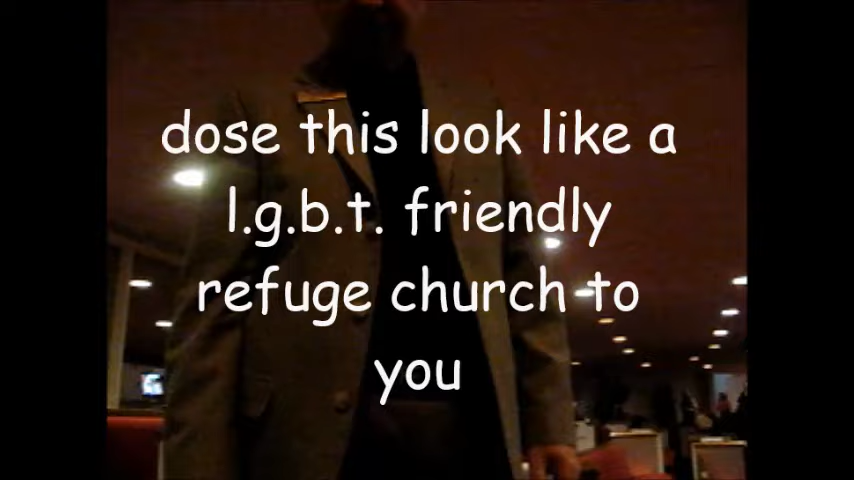 dose this look like a
l.g.b.t. friendly
refuge church to
you